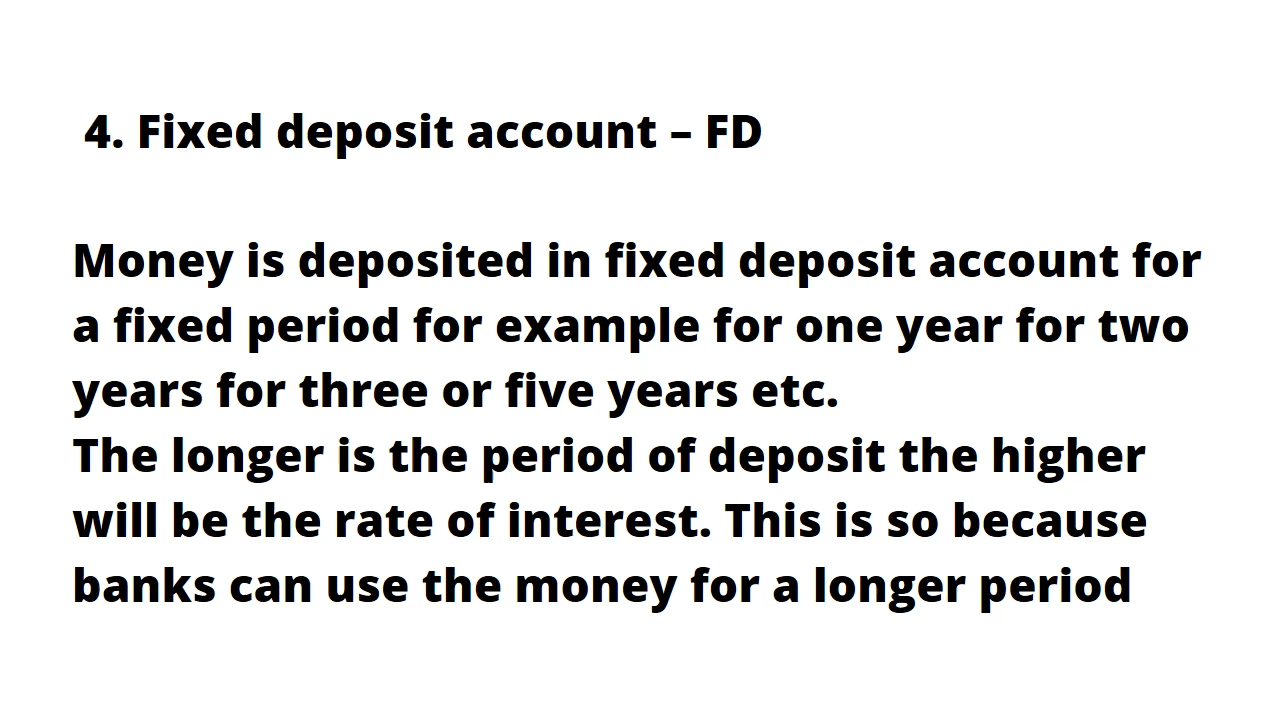 4. Fixed deposit account – FD
Money is deposited in fixed deposit account for
a fixed period for example for one year for two
years for three or five years etc.
The longer is the period of deposit the higher
will be the rate of interest. This is so because
banks can use the money for a longer period